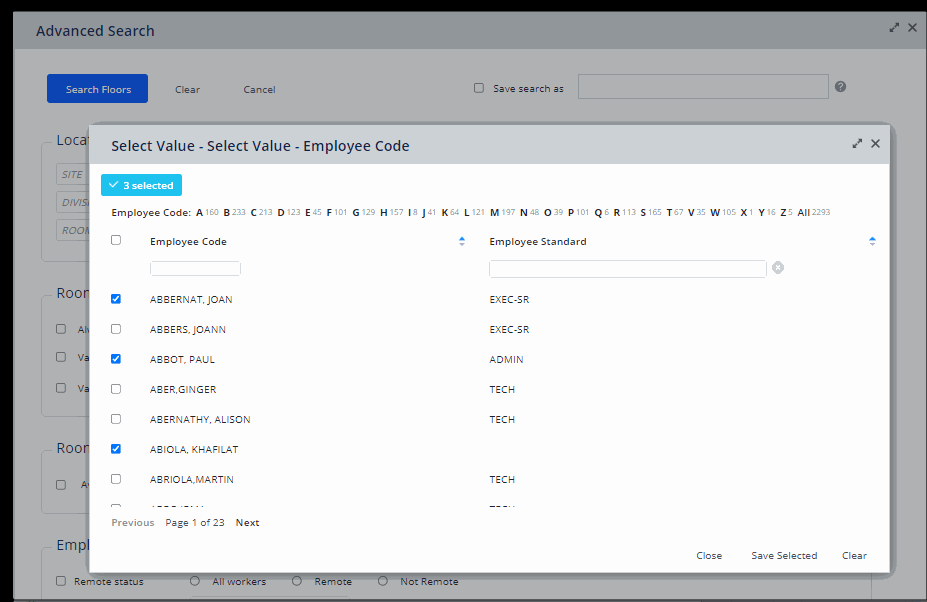 Advanced Search
Search Floors Clear Cancel Save search as ?
Loca
Select Value - Select Value - Employee Code
SITE
3 selected
DIVIS
Employee Code: A 160 B 233 C 213 D 123 E 45 F 101 G 129 H 157 I 8 J 41 K 64 L 121 M 197 N 48 O 39 P 101 Q 6 R 113 S 165 T 67 V 35 W 105 X 1 Y 16 Z 5 All 2293
ROOM
Employee Code Employee Standard
Room
ABBERNAT, JOAN EXEC-SR
Al
ABBERS, JOANN EXEC-SR
Va
ABBOT, PAUL ADMIN
Va
ABER,GINGER TECH
ABERNATHY, ALISON TECH
Room
ABIOLA, KHAFILAT
A
ABRIOLA,MARTIN TECH
Previous Page 1 of 23 Next
Empl
Close Save Selected Clear
Remote status All workers Remote Not Remote